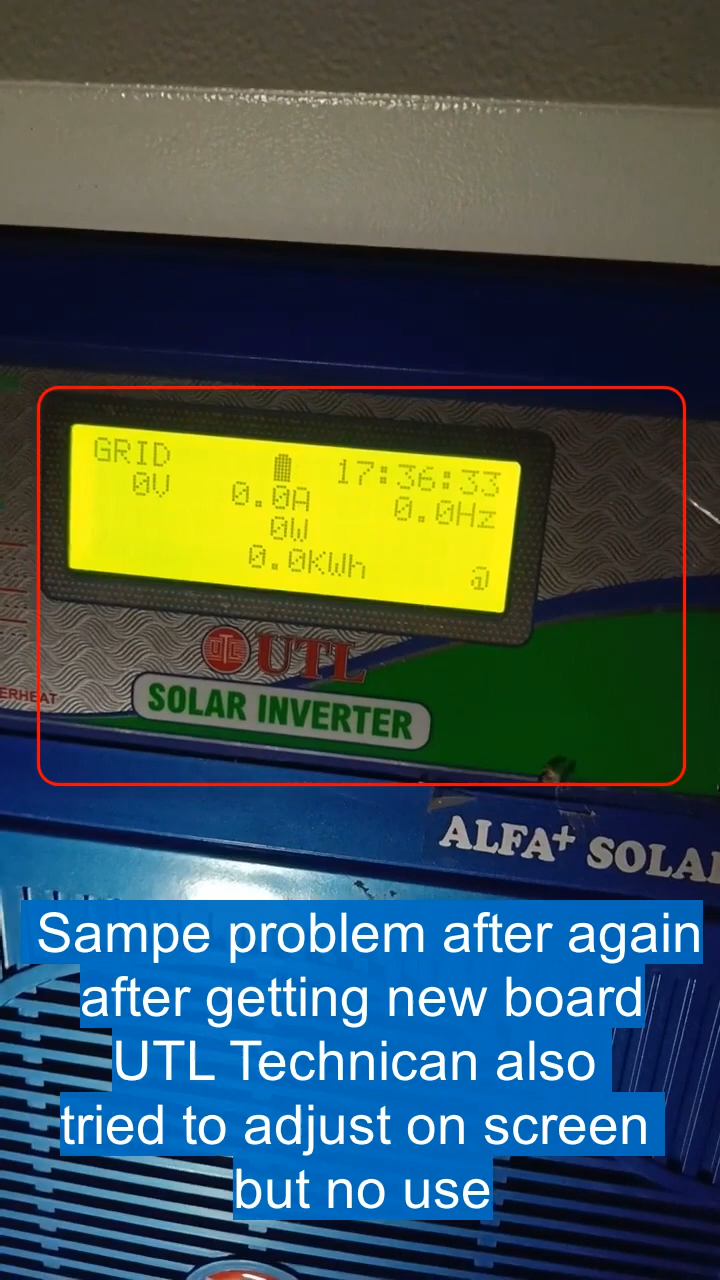 GRID 17:36:33
0V 0.0A 0.0Hz
0W
0.0KWh @
UTL
SOLAR INVERTER
ERHEAT
ALFA+ SOLA
Sampe problem after again
after getting new board
UTL Technican also
tried to adjust on screen
but no use